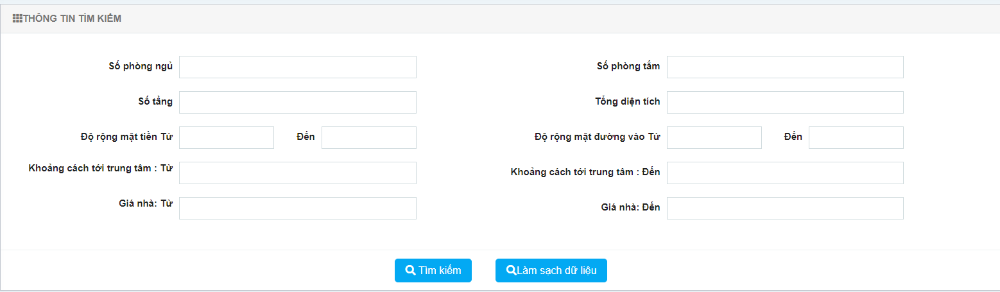 THÔNG TIN TÌM KIẾM
Số phòng ngủ Số phòng tắm
Số tầng Tổng diện tích
Độ rộng mặt tiền Từ Đến Độ rộng mặt đường vào Từ Đến
Khoảng cách tới trung tâm : Từ Khoảng cách tới trung tâm : Đến
Giá nhà: Từ Giá nhà: Đến
Tìm kiếm Làm sạch dữ liệu